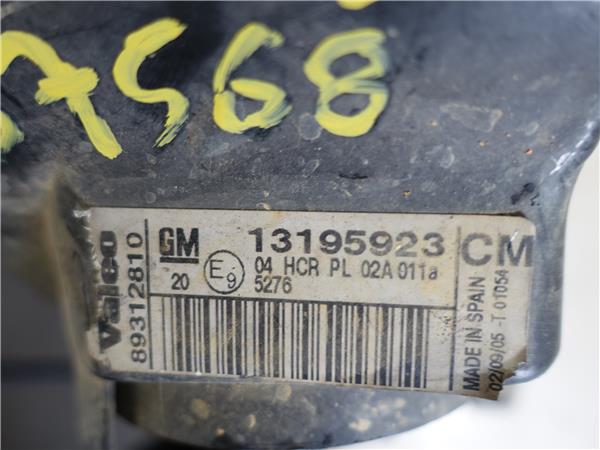 7568
Valeo
89312810
GM 13195923 CM
20 E9 04 HCR PL 02A 011a
5276
MADE IN SPAIN
02/09/05 -T 01054